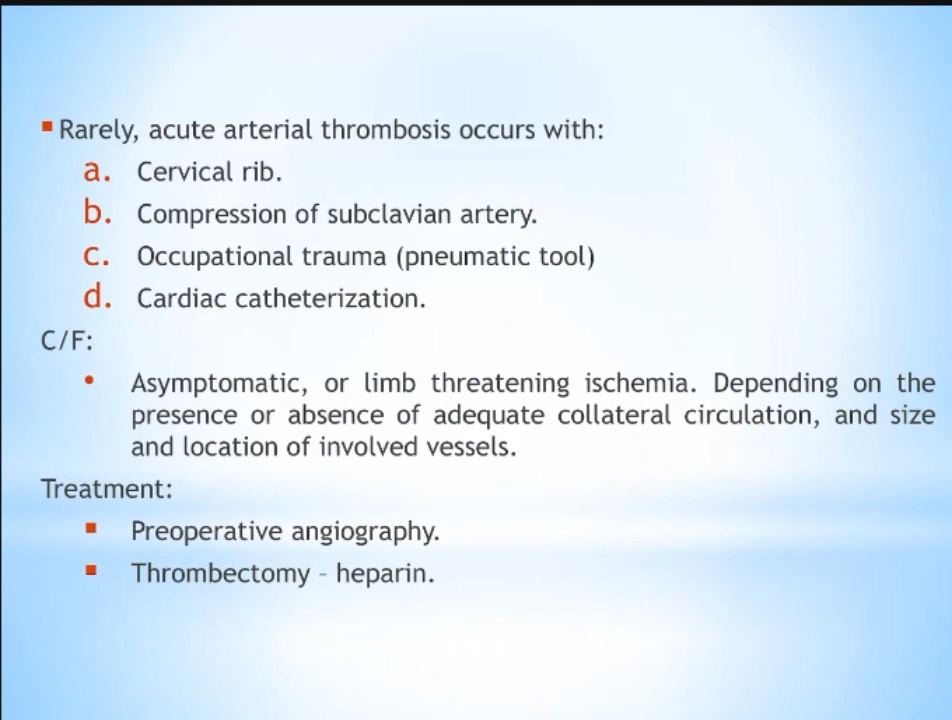 ▪ Rarely, acute arterial thrombosis occurs with:
a. Cervical rib.
b. Compression of subclavian artery.
c. Occupational trauma (pneumatic tool)
d. Cardiac catheterization.
C/F:
• Asymptomatic, or limb threatening ischemia. Depending on the
presence or absence of adequate collateral circulation, and size
and location of involved vessels.
Treatment:
▪ Preoperative angiography.
▪ Thrombectomy – heparin.